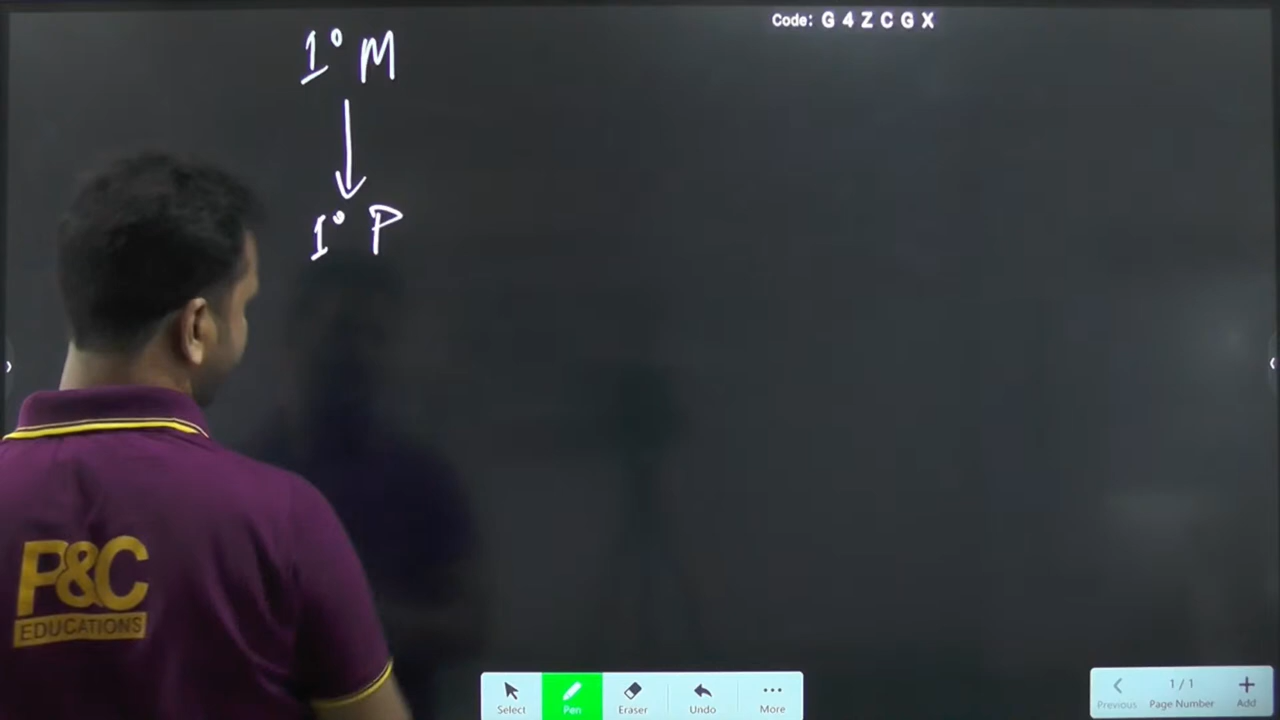 Code: G 4 Z C G X
1° M
1° P
P&C
EDUCATIONS
Select
Pen
Eraser
Undo
More
Previous
1 / 1
Page Number
Add